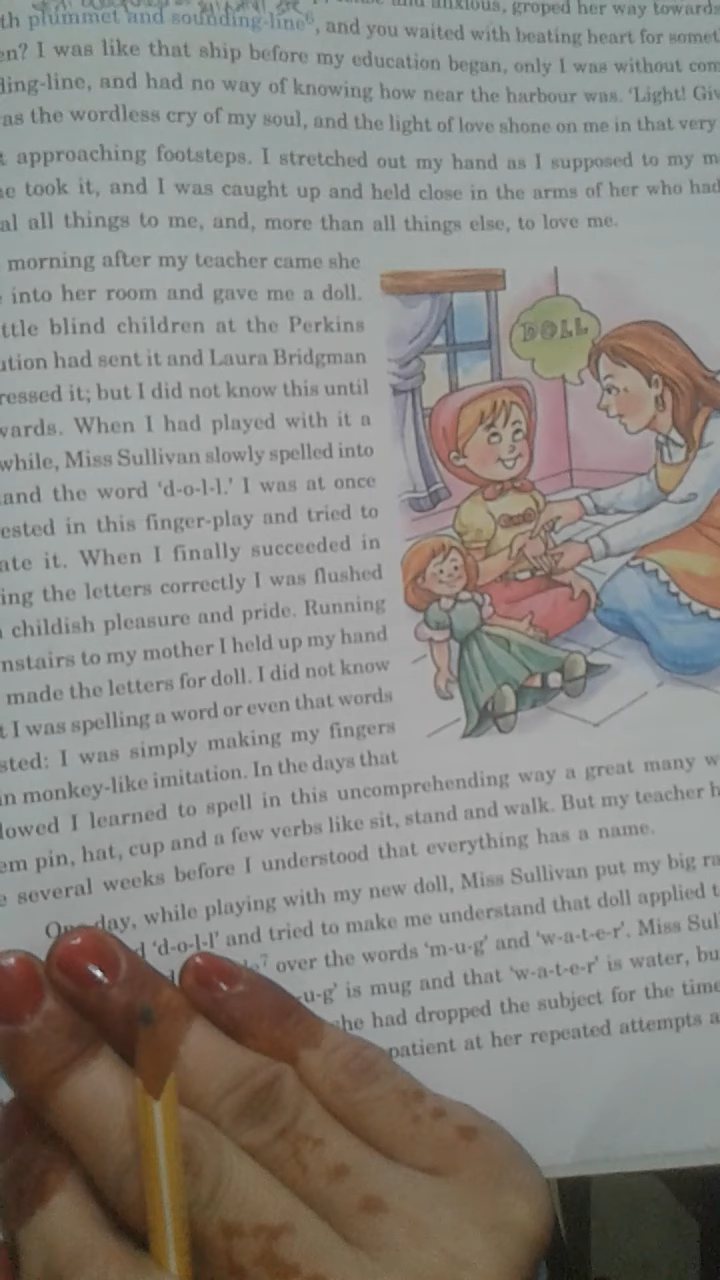 and anxious, groped her way towards
th plummet and sounding-line⁶, and you waited with beating heart for somet
en? I was like that ship before my education began, only I was without com
ding-line, and had no way of knowing how near the harbour was. 'Light! Giv
as the wordless cry of my soul, and the light of love shone on me in that very
t approaching footsteps. I stretched out my hand as I supposed to my m
e took it, and I was caught up and held close in the arms of her who had
al all things to me, and, more than all things else, to love me.
morning after my teacher came she
into her room and gave me a doll.
ttle blind children at the Perkins
ution had sent it and Laura Bridgman
ressed it; but I did not know this until
wards. When I had played with it a
while, Miss Sullivan slowly spelled into
and the word 'd-o-l-l.' I was at once
ested in this finger-play and tried to
ate it. When I finally succeeded in
ing the letters correctly I was flushed
childish pleasure and pride. Running
nstairs to my mother I held up my hand
made the letters for doll. I did not know
t I was spelling a word or even that words
sted: I was simply making my fingers
in monkey-like imitation. In the days that
DOLL
lowed I learned to spell in this uncomprehending way a great many w
em pin, hat, cup and a few verbs like sit, stand and walk. But my teacher h
e several weeks before I understood that everything has a name.
One day, while playing with my new doll, Miss Sullivan put my big ra
d 'd-o-l-l' and tried to make me understand that doll applied t
⁷ over the words 'm-u-g' and 'w-a-t-e-r'. Miss Sul
-u-g' is mug and that 'w-a-t-e-r' is water, bu
she had dropped the subject for the time
patient at her repeated attempts a